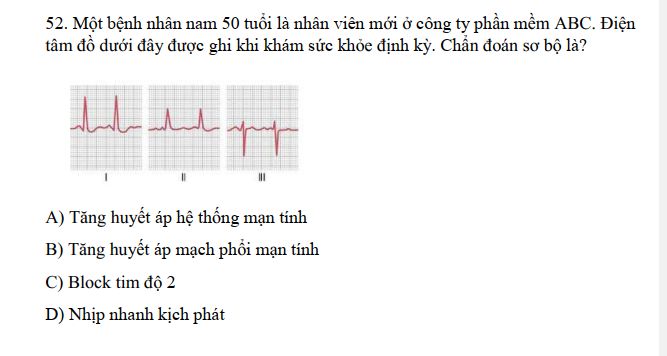 52. Một bệnh nhân nam 50 tuổi là nhân viên mới ở công ty phần mềm ABC. Điện
tâm đồ dưới đây được ghi khi khám sức khỏe định kỳ. Chẩn đoán sơ bộ là?
I II III
A) Tăng huyết áp hệ thống mạn tính
B) Tăng huyết áp mạch phổi mạn tính
C) Block tim độ 2
D) Nhịp nhanh kịch phát